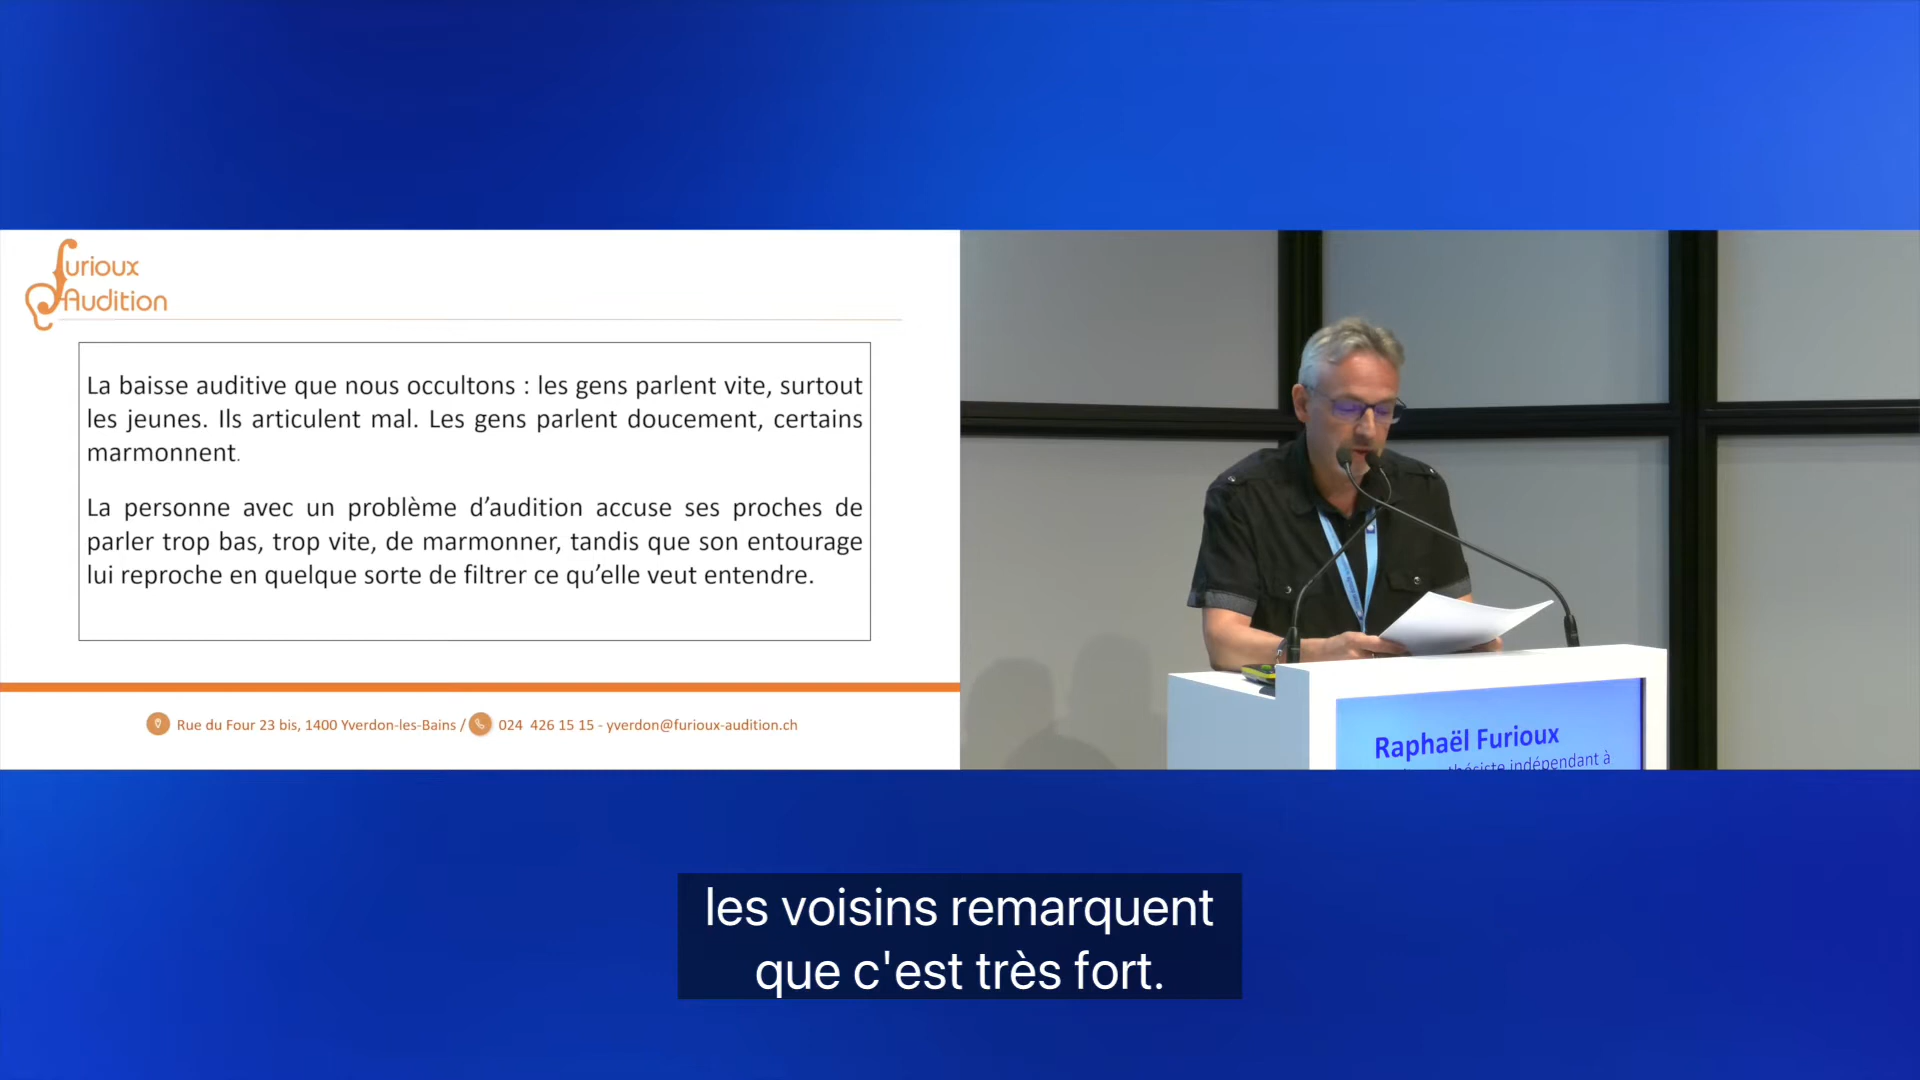 Furioux
Audition
La baisse auditive que nous occultons : les gens parlent vite, surtout
les jeunes. Ils articulent mal. Les gens parlent doucement, certains
marmonnent.
La personne avec un problème d’audition accuse ses proches de
parler trop bas, trop vite, de marmonner, tandis que son entourage
lui reproche en quelque sorte de filtrer ce qu’elle veut entendre.
Rue du Four 23 bis, 1400 Yverdon-les-Bains / 024 426 15 15 - yverdon@furioux-audition.ch
Raphaël Furioux
indépendant à
les voisins remarquent
que c'est très fort.